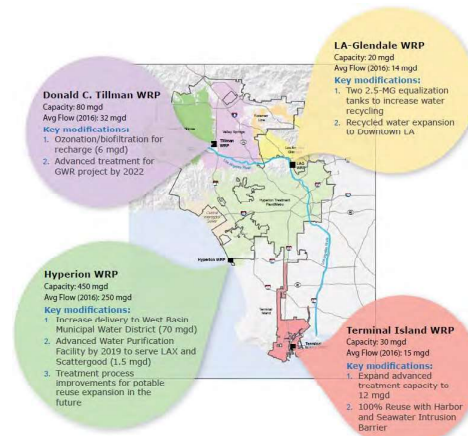 LA-Glendale WRP
Capacity: 20 mgd
Avg Flow (2016): 14 mgd
Key modifications:
1. Two 2.5-MG equalization
tanks to increase water
recycling
2. Recycled water expansion
to Downtown LA
Donald C. Tillman WRP
Capacity: 80 mgd
Avg Flow (2016): 32 mgd
Key modifications:
1. Ozonation/biofiltration for
recharge (6 mgd)
2. Advanced treatment for
GWR project by 2022
Tillman
WRP
LAG
WRP
Hyperion Treatment
Hyperion WRP
Hyperion WRP
Capacity: 450 mgd
Avg Flow (2016): 250 mgd
Key modifications:
1. Increase delivery to West Basin
Municipal Water District (70 mgd)
2. Advanced Water Purification
Facility by 2019 to serve LAX and
Scattergood (1.5 mgd)
3. Treatment process
improvements for potable
reuse expansion in the
future
Terminal Island WRP
Capacity: 30 mgd
Avg Flow (2016): 15 mgd
Key modifications:
1. Expand advanced
treatment capacity to
12 mgd
2. 100% Reuse with Harbor
and Seawater Intrusion
Barrier